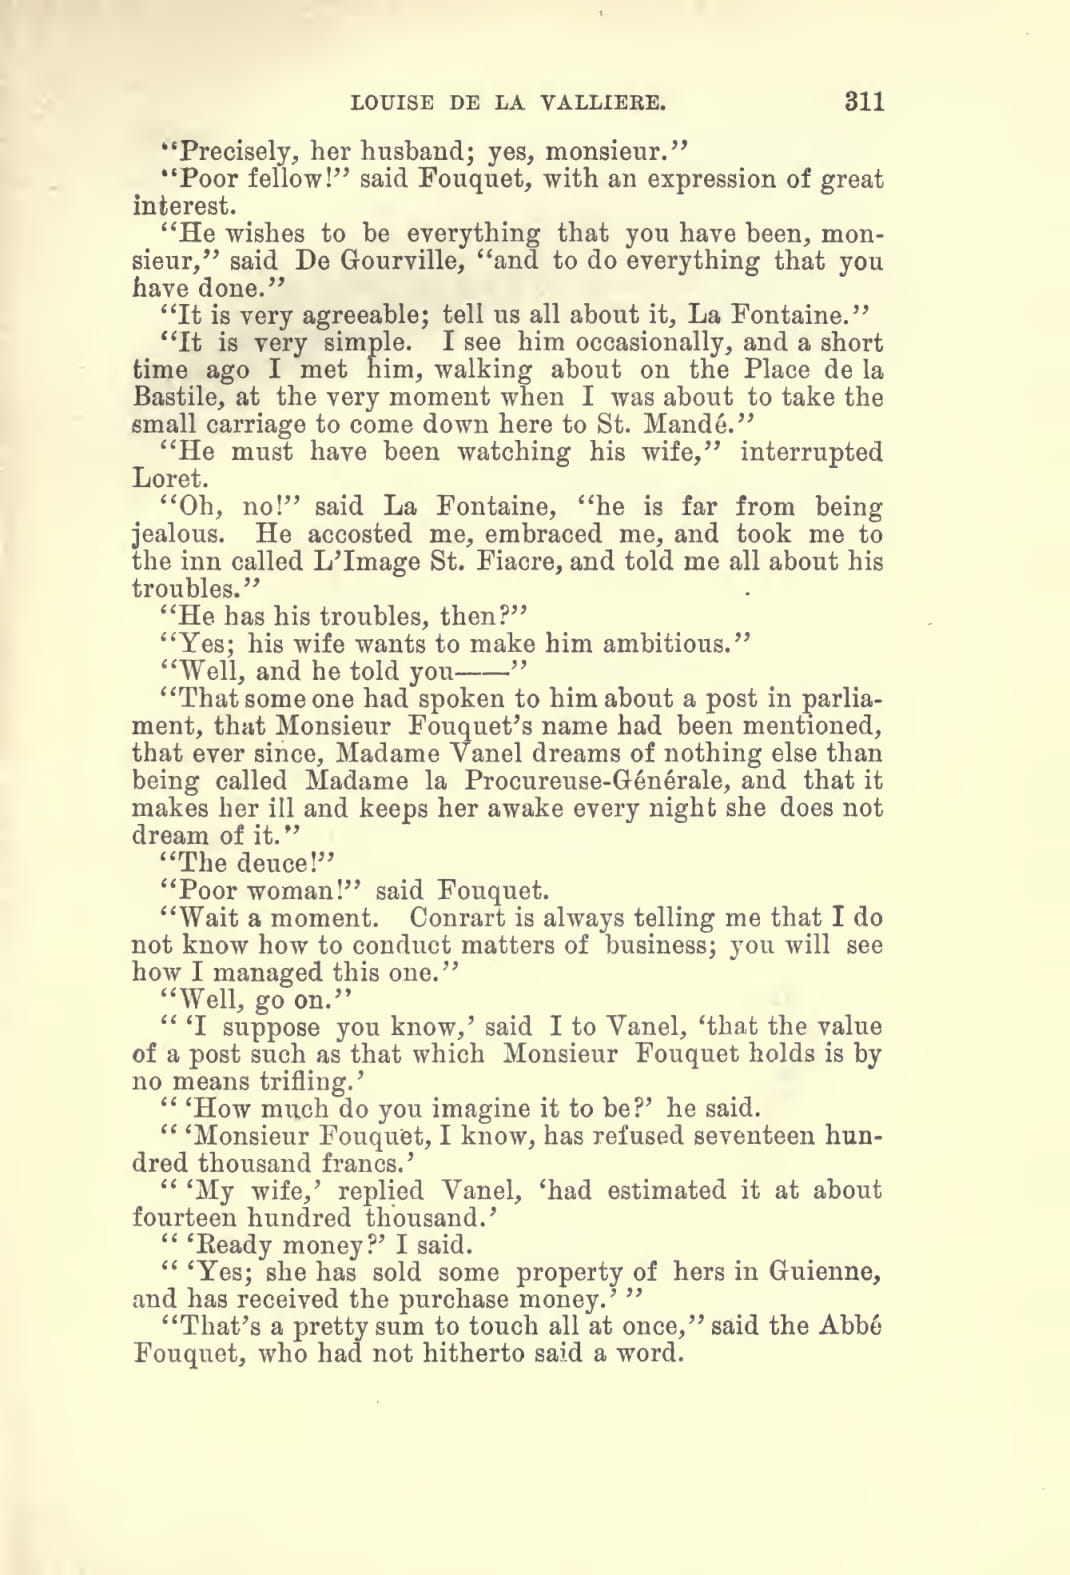 LOUISE DE LA VALLIERE. 311
“Precisely, her husband; yes, monsieur.”
“Poor fellow!” said Fouquet, with an expression of great
interest.
“He wishes to be everything that you have been, mon-
sieur,” said De Gourville, “and to do everything that you
have done.”
“It is very agreeable; tell us all about it, La Fontaine.”
“It is very simple. I see him occasionally, and a short
time ago I met him, walking about on the Place de la
Bastile, at the very moment when I was about to take the
small carriage to come down here to St. Mandé.”
“He must have been watching his wife,” interrupted
Loret.
“Oh, no!” said La Fontaine, “he is far from being
jealous. He accosted me, embraced me, and took me to
the inn called L’Image St. Fiacre, and told me all about his
troubles.”
“He has his troubles, then?”
“Yes; his wife wants to make him ambitious.”
“Well, and he told you——”
“That some one had spoken to him about a post in parlia-
ment, that Monsieur Fouquet’s name had been mentioned,
that ever since, Madame Vanel dreams of nothing else than
being called Madame la Procureuse-Générale, and that it
makes her ill and keeps her awake every night she does not
dream of it.”
“The deuce!”
“Poor woman!” said Fouquet.
“Wait a moment. Conrart is always telling me that I do
not know how to conduct matters of business; you will see
how I managed this one.”
“Well, go on.”
“ ‘I suppose you know,’ said I to Vanel, ‘that the value
of a post such as that which Monsieur Fouquet holds is by
no means trifling.’
“ ‘How much do you imagine it to be?’ he said.
“ ‘Monsieur Fouquet, I know, has refused seventeen hun-
dred thousand francs.’
“ ‘My wife,’ replied Vanel, ‘had estimated it at about
fourteen hundred thousand.’
“ ‘Ready money?’ I said.
“ ‘Yes; she has sold some property of hers in Guienne,
and has received the purchase money.’ ”
“That’s a pretty sum to touch all at once,” said the Abbé
Fouquet, who had not hitherto said a word.